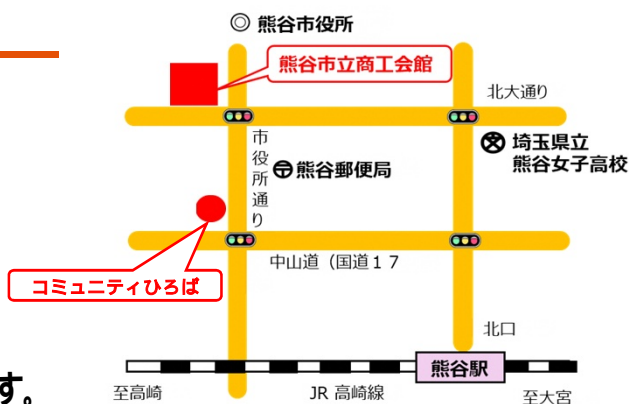 ◎ 熊谷市役所
熊谷市立商工会館
北大通り
市役所通り
〶熊谷郵便局
埼玉県立
熊谷女子高校
中山道（国道１７
コミュニティひろば
北口
熊谷駅
す。
至高崎
JR 高崎線
至大宮